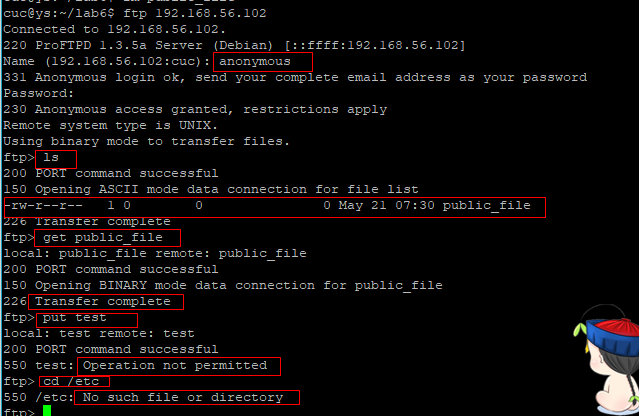 cuc@ys:~/lab6$ ftp 192.168.56.102
Connected to 192.168.56.102.
220 ProFTPD 1.3.5a Server (Debian) [::ffff:192.168.56.102]
Name (192.168.56.102:cuc): anonymous
331 Anonymous login ok, send your complete email address as your password
Password:
230 Anonymous access granted, restrictions apply
Remote system type is UNIX.
Using binary mode to transfer files.
ftp> ls
200 PORT command successful
150 Opening ASCII mode data connection for file list
-rw-r--r--   1 0        0               0 May 21 07:30 public_file
226 Transfer complete
ftp> get public_file
local: public_file remote: public_file
200 PORT command successful
150 Opening BINARY mode data connection for public_file
226 Transfer complete
ftp> put test
local: test remote: test
200 PORT command successful
550 test: Operation not permitted
ftp> cd /etc
550 /etc: No such file or directory
ftp>